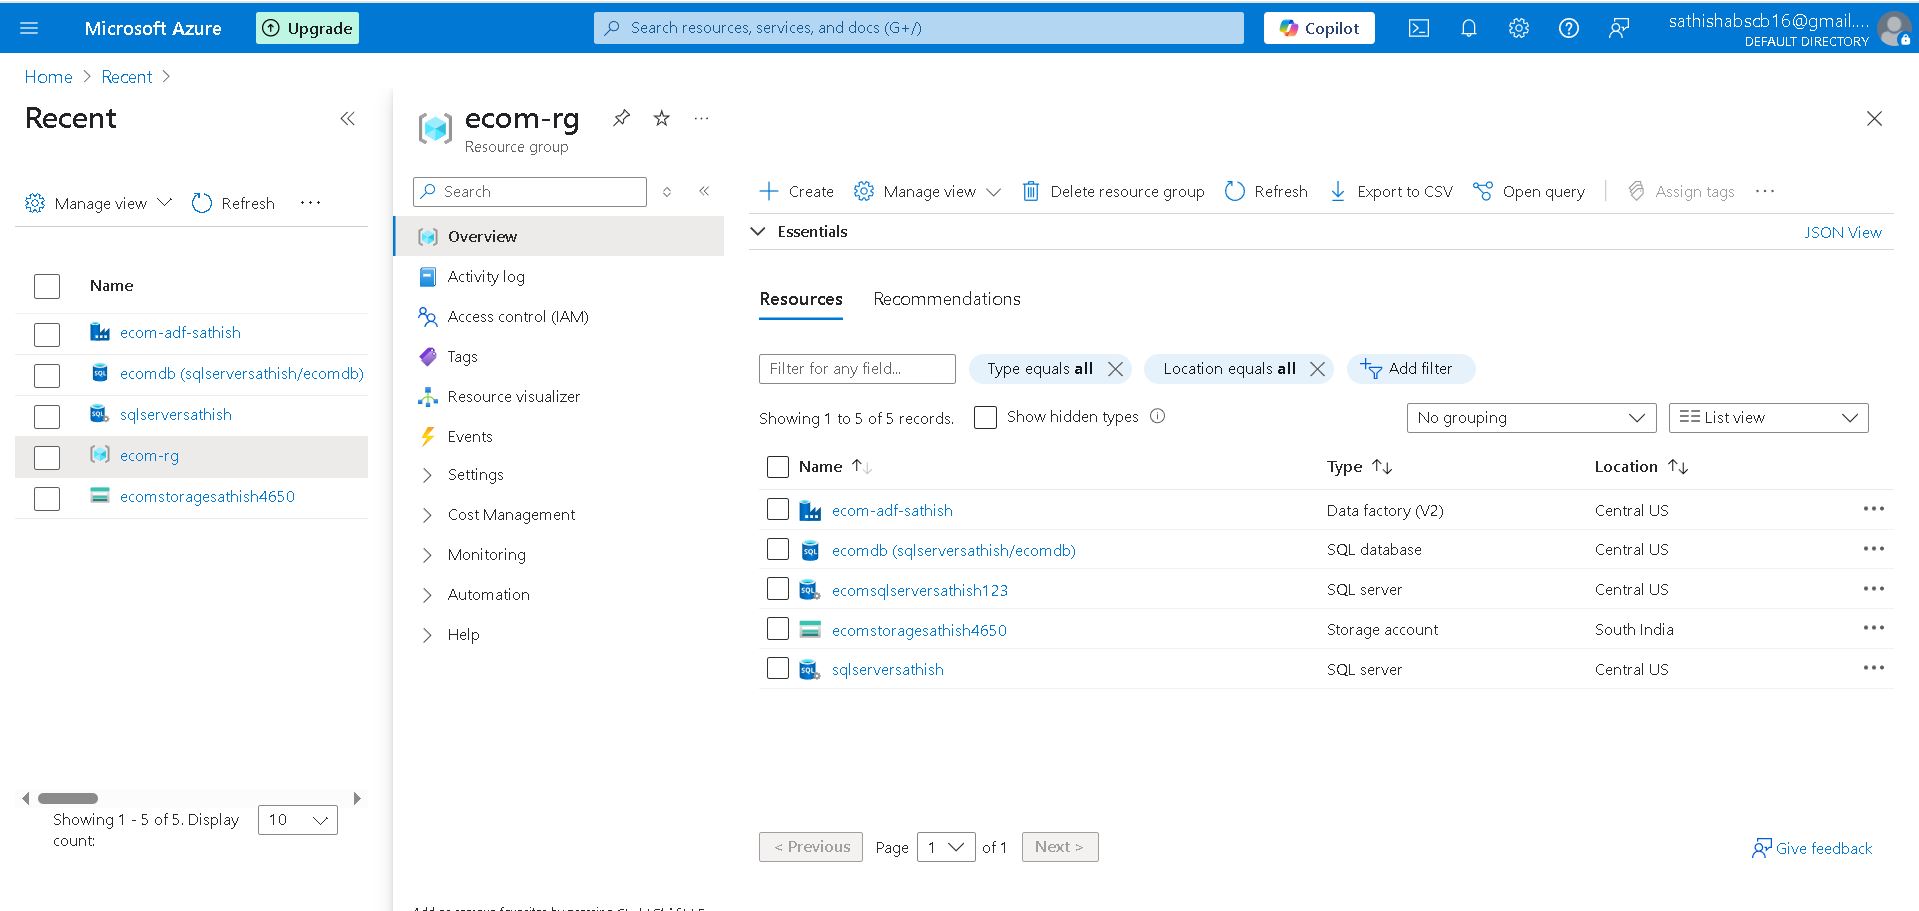 Microsoft Azure
Upgrade
Search resources, services, and docs (G+/)
Copilot
sathishabscb16@gmail....
DEFAULT DIRECTORY
Home > Recent >
Recent
Manage view
Refresh
Name
ecom-adf-sathish
ecomdb (sqlserversathish/ecomdb)
sqlserversathish
ecom-rg
ecomstoragesathish4650
Showing 1 - 5 of 5. Display
count:
10
ecom-rg
Resource group
Search
Overview
Activity log
Access control (IAM)
Tags
Resource visualizer
Events
Settings
Cost Management
Monitoring
Automation
Help
Create
Manage view
Delete resource group
Refresh
Export to CSV
Open query
Assign tags
Essentials
JSON View
Resources
Recommendations
Filter for any field...
Type equals all
Location equals all
Add filter
Showing 1 to 5 of 5 records.
Show hidden types
No grouping
List view
Name Type Location
ecom-adf-sathish Data factory (V2) Central US
ecomdb (sqlserversathish/ecomdb) SQL database Central US
ecomsqlserversathish123 SQL server Central US
ecomstoragesathish4650 Storage account South India
sqlserversathish SQL server Central US
< Previous
Page 1 of 1
Next >
Give feedback